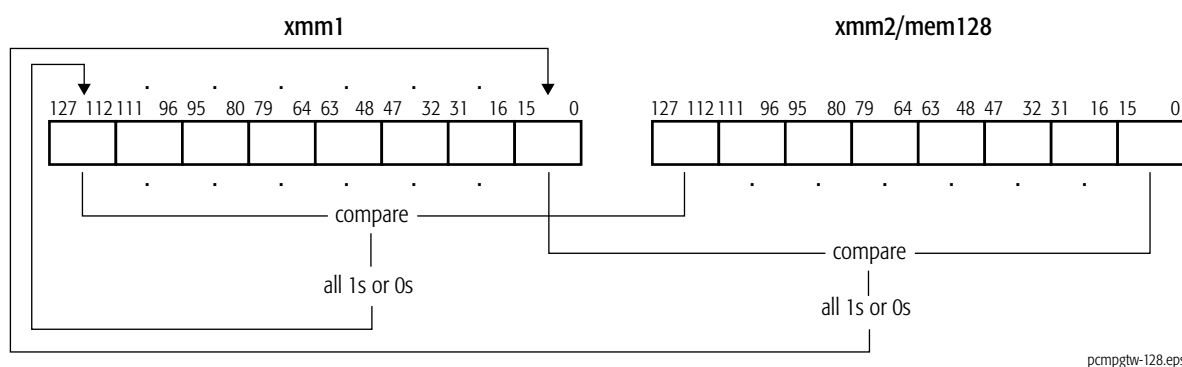 xmm1 xmm2/mem128
. . . . . .
127 112 111 96 95 80 79 64 63 48 47 32 31 16 15 0 127 112 111 96 95 80 79 64 63 48 47 32 31 16 15 0
. . . . . . . . . . . .
compare
compare
all 1s or 0s
all 1s or 0s
pcmpgtw-128.eps